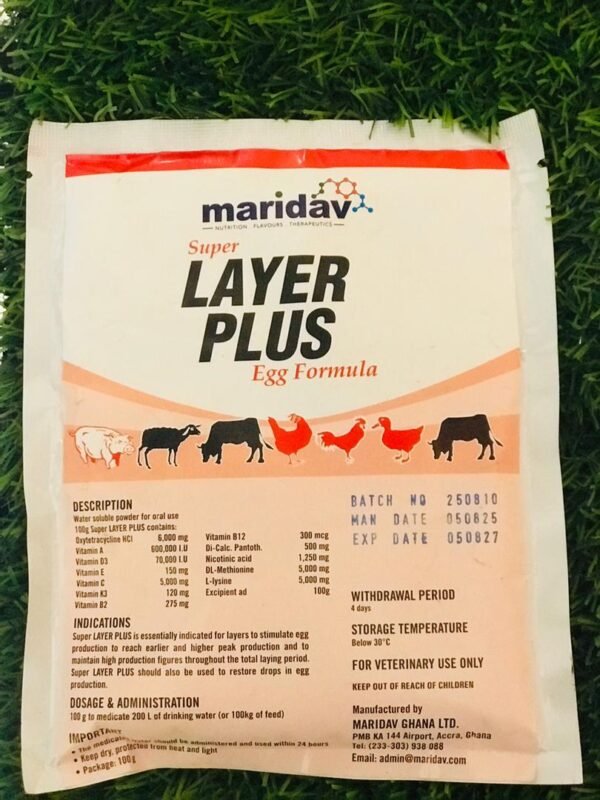 maridav
NUTRITION FLAVOURS THERAPEUTICS
Super
LAYER
PLUS
Egg Formula
DESCRIPTION
Water soluble powder for oral use
100g Super LAYER PLUS contains:
Oxytetracycline HCl 6,000 mg
Vitamin A 600,000 I.U
Vitamin D3 70,000 I.U
Vitamin E 150 mg
Vitamin C 5,000 mg
Vitamin K3 120 mg
Vitamin B2 275 mg
Vitamin B12 300 mcg
Di-Calc. Pantoth. 500 mg
Nicotinic acid 1,250 mg
DL-Methionine 5,000 mg
L-lysine 5,000 mg
Excipient ad 100g
INDICATIONS
Super LAYER PLUS is essentially indicated for layers to stimulate egg
production to reach earlier and higher peak production and to
maintain high production figures throughout the total laying period.
Super LAYER PLUS should also be used to restore drops in egg
production.
DOSAGE & ADMINISTRATION
100 g to medicate 200 L of drinking water (or 100kg of feed)
IMPORTANT
• The medicated water should be administered and used within 24 hours
• Keep dry, protected from heat and light
• Package: 100g
BATCH NO 250810
MAN DATE 050825
EXP DATE 050827
WITHDRAWAL PERIOD
4 days
STORAGE TEMPERATURE
Below 30°C
FOR VETERINARY USE ONLY
KEEP OUT OF REACH OF CHILDREN
Manufactured by
MARIDAV GHANA LTD.
PMB KA 144 Airport, Accra, Ghana
Tel: (233-303) 938 088
Email: admin@maridav.com